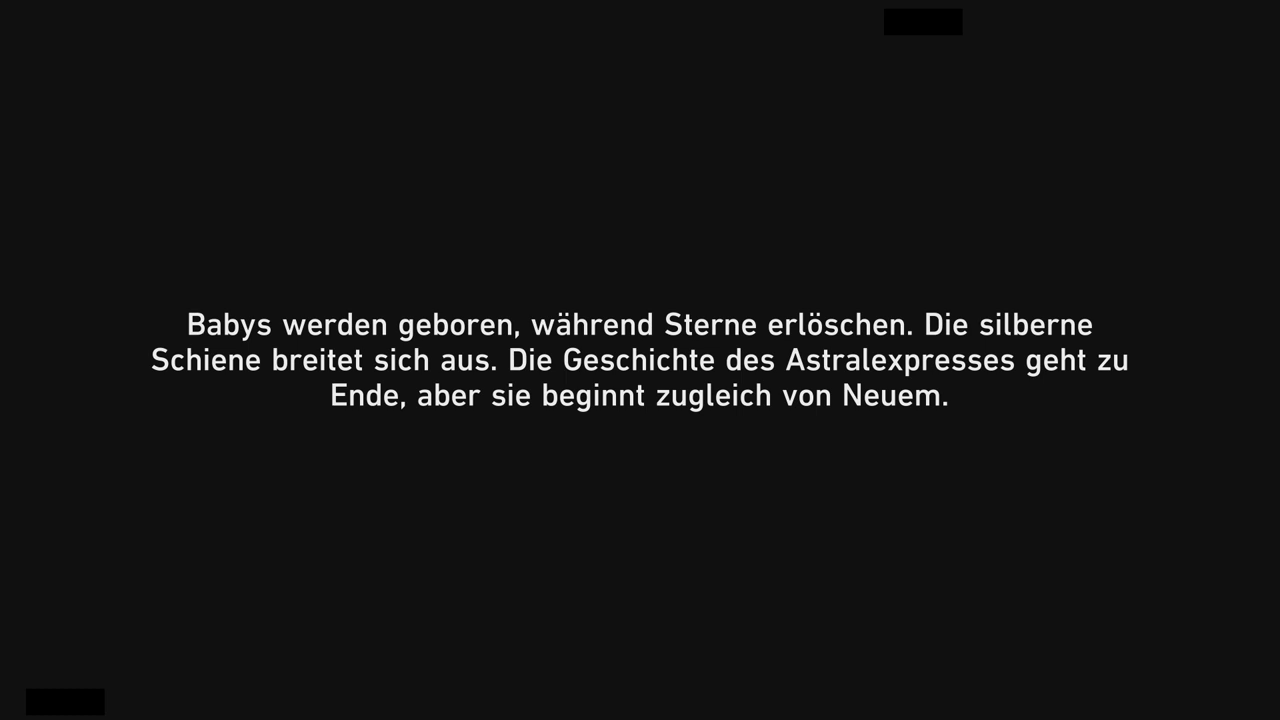 Babys werden geboren, während Sterne erlöschen. Die silberne
Schiene breitet sich aus. Die Geschichte des Astralexpresses geht zu
Ende, aber sie beginnt zugleich von Neuem.